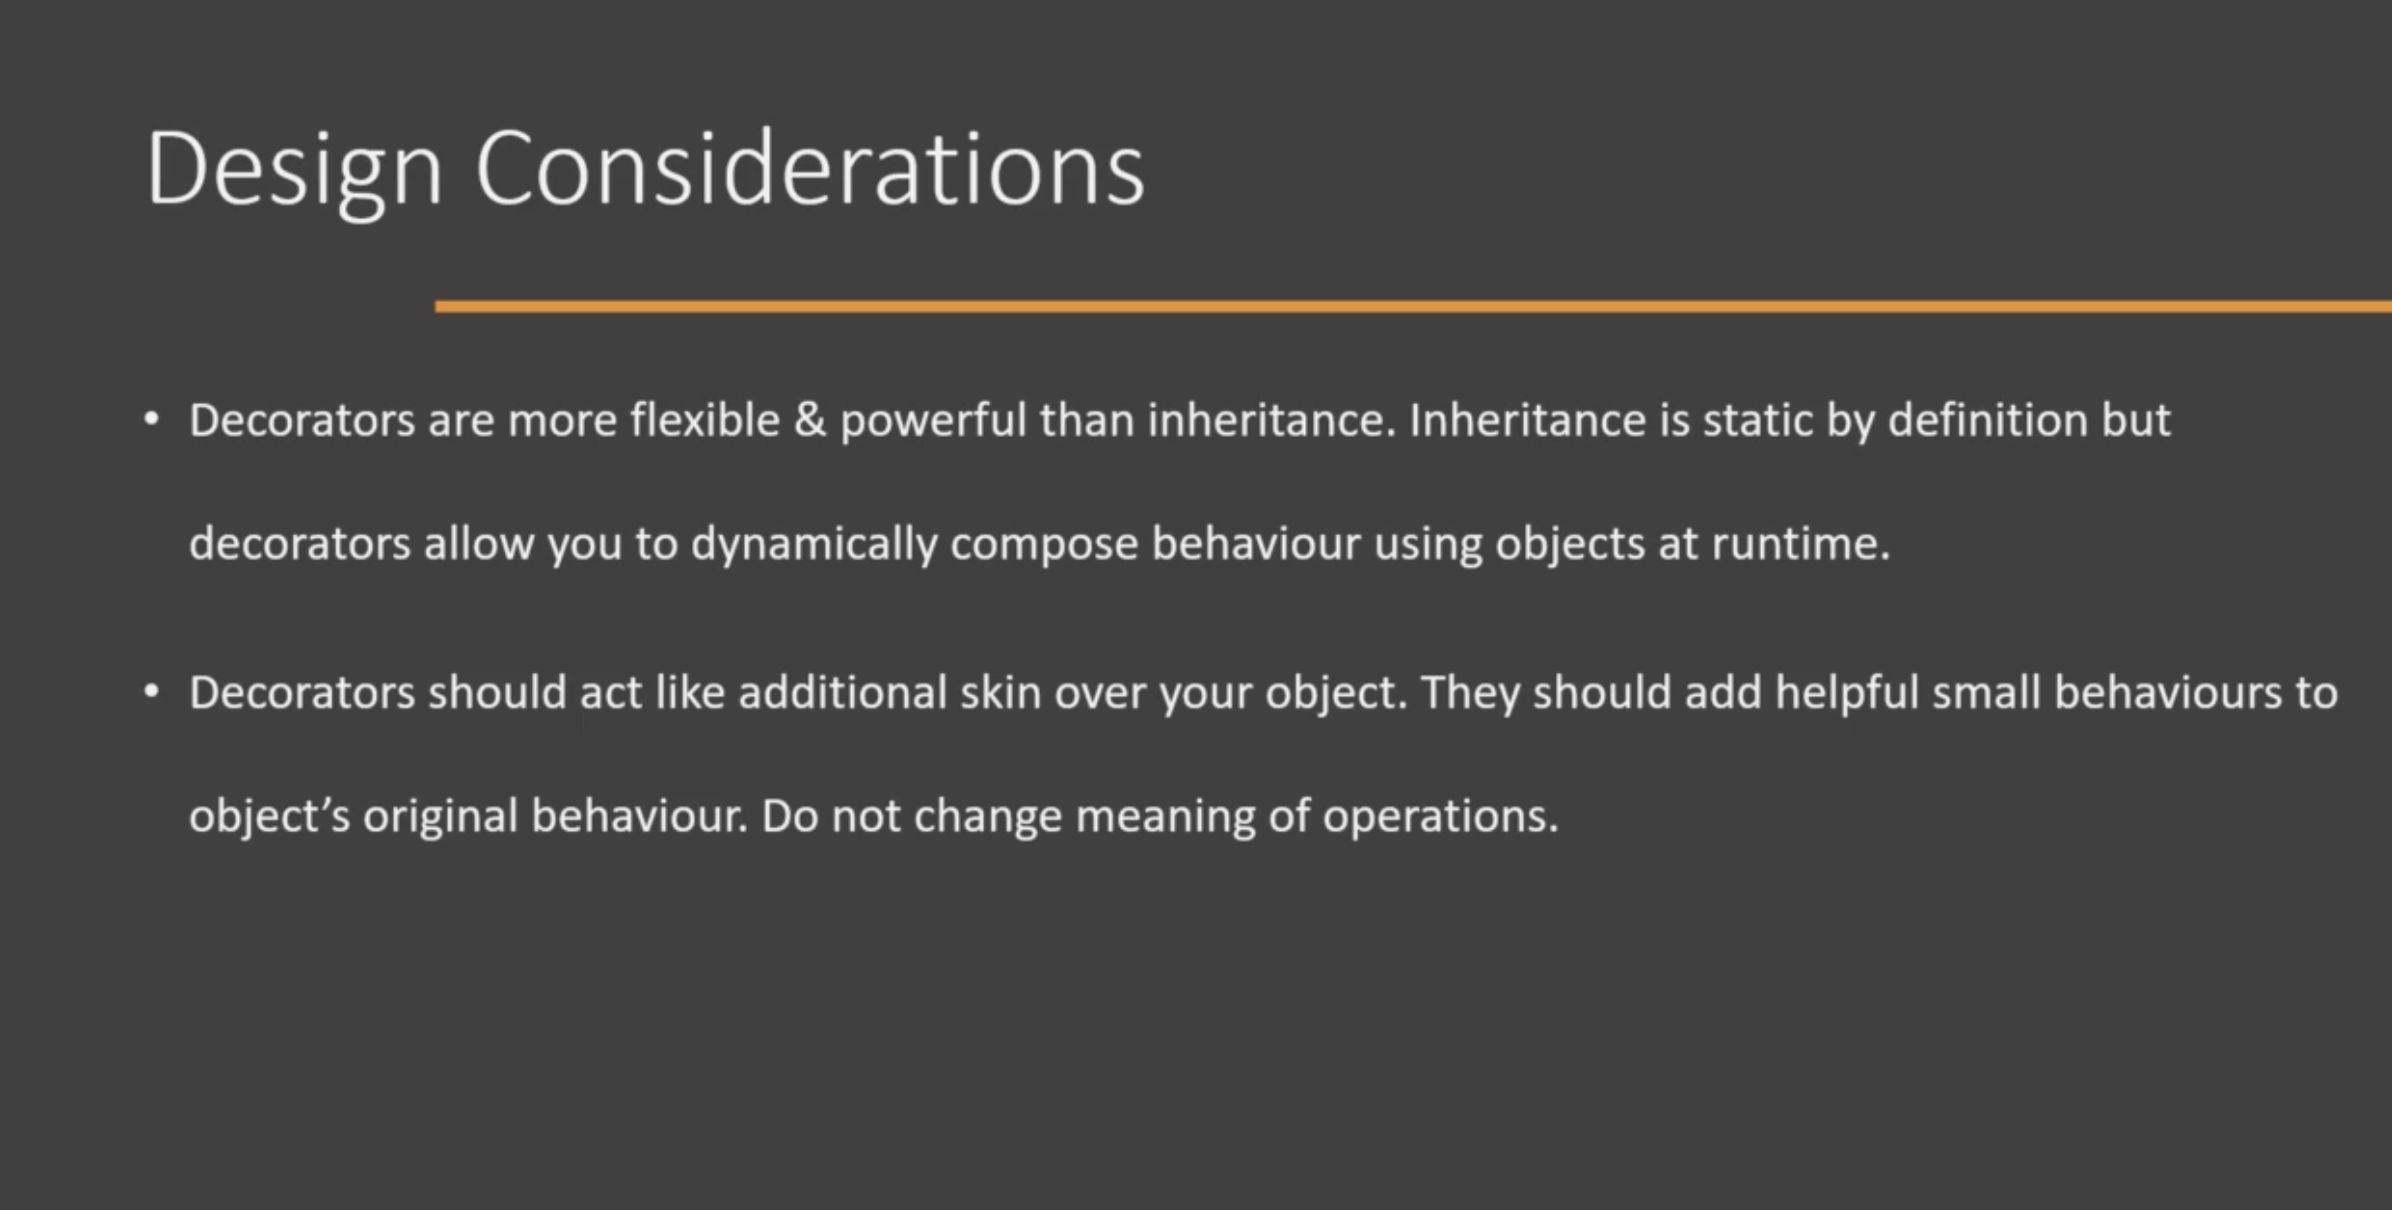 Design Considerations
• Decorators are more flexible & powerful than inheritance. Inheritance is static by definition but
decorators allow you to dynamically compose behaviour using objects at runtime.
• Decorators should act like additional skin over your object. They should add helpful small behaviours to
object’s original behaviour. Do not change meaning of operations.